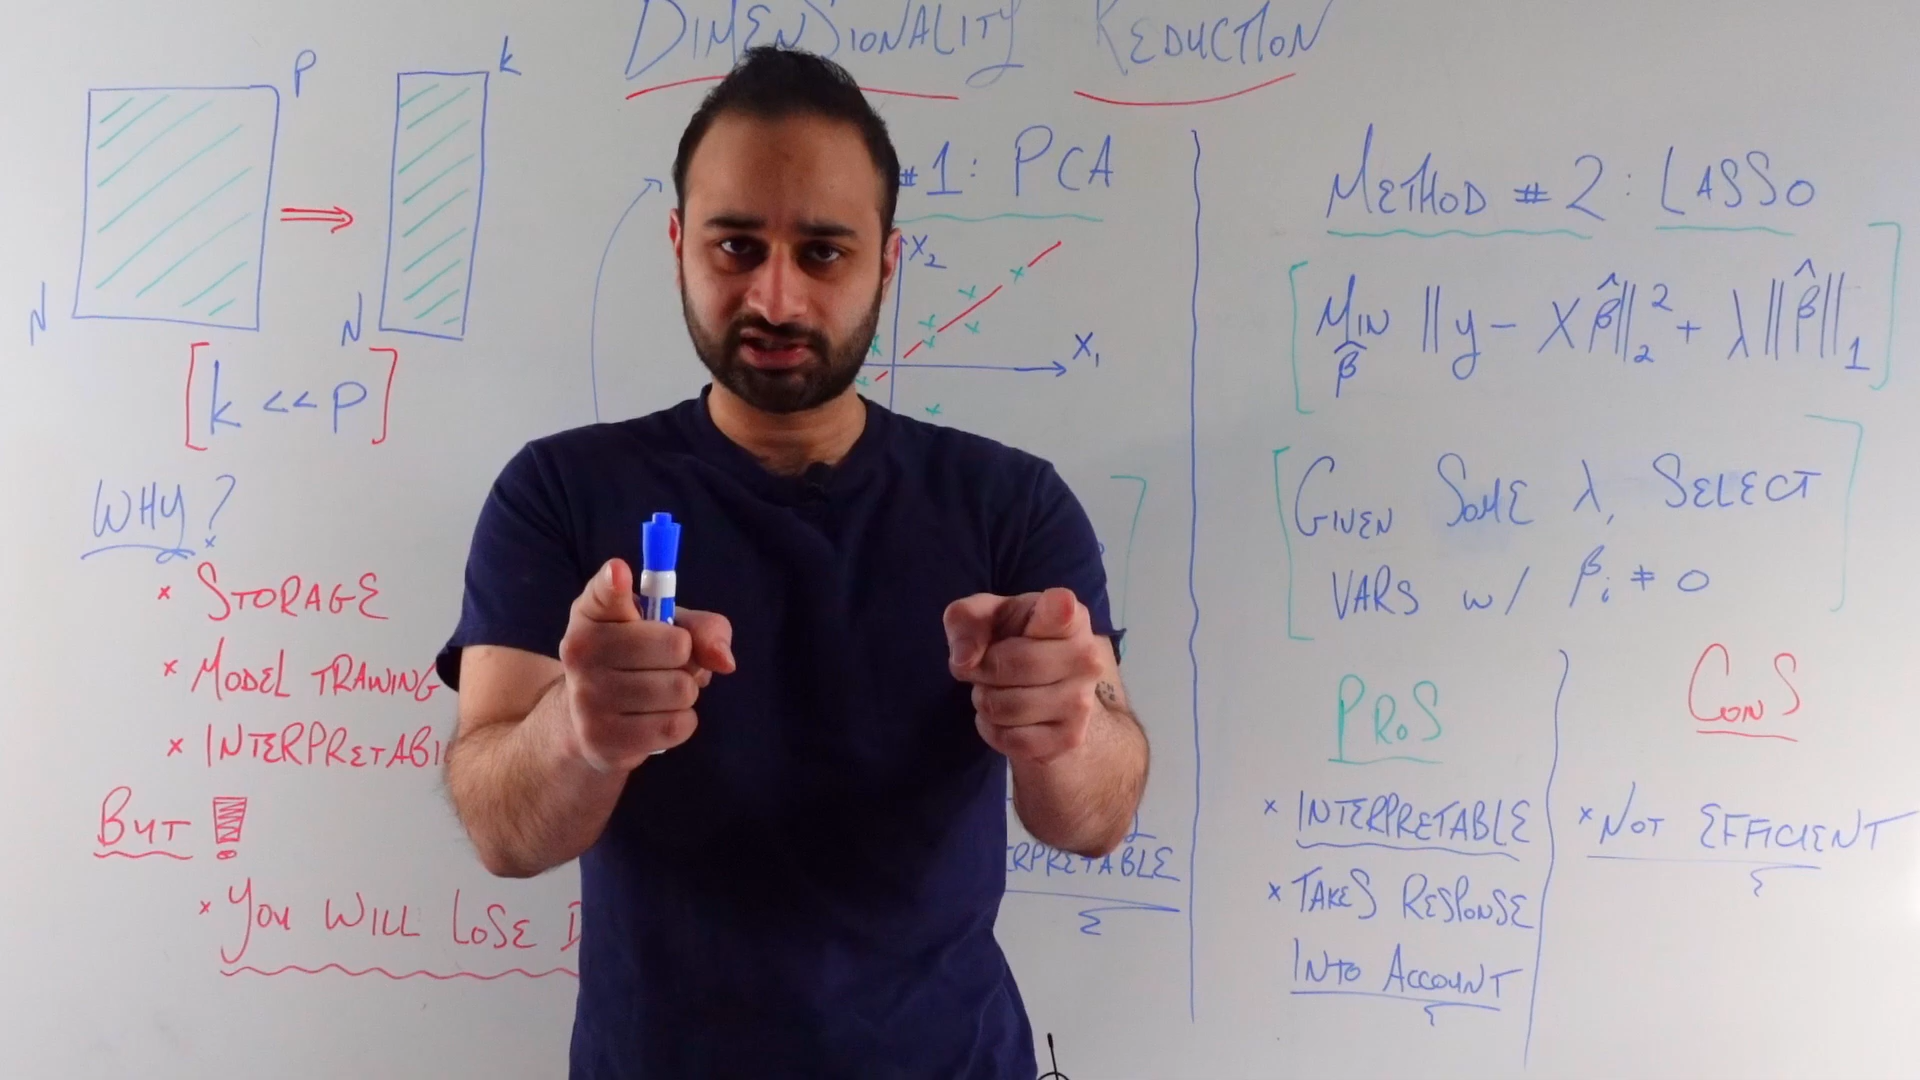 DIMENSIONALITY REDUCTION
P
k
N
N
[k << P]
WHY?
* STORAGE
* MODEL TRAINING
* INTERPRETABI
BUT !
* YOU WILL LOSE
#1: PCA
X₂
X₁
ERPRETABLE
METHOD #2: LASSO
[MIN ||y - Xβ̂||₂² + λ||β̂||₁]
β̂
[GIVEN SOME λ, SELECT
VARS w/ βᵢ ≠ 0]
PROS
* INTERPRETABLE
* TAKES RESPONSE
INTO ACCOUNT
CONS
* NOT EFFICIENT